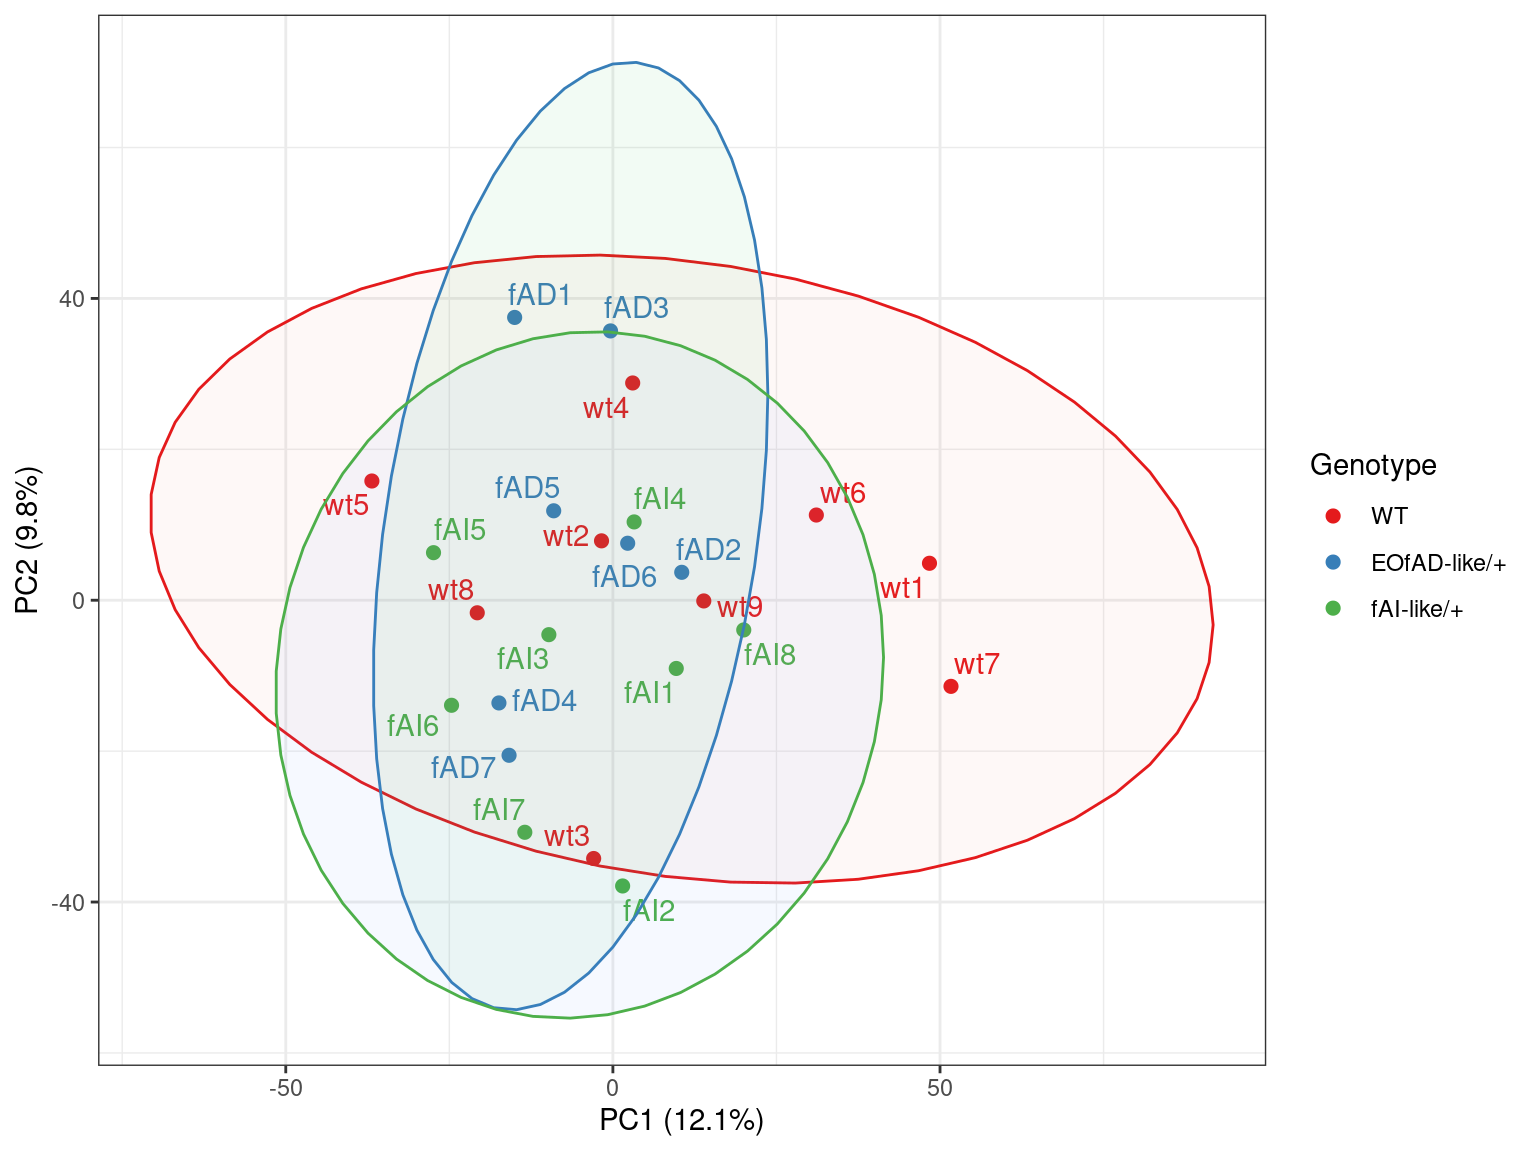 fAD1
fAD3
40
wt4
fAD5
wt6
wt5
fAI4
fAI5
wt2
fAD2
fAD6
wt1
wt8
0
wt9
fAI3
fAI8
wt7
fAI1
fAD4
fAI6
fAD7
fAI7
wt3
-40
fAI2
-50
0
50
PC1 (12.1%)
PC2 (9.8%)
Genotype
WT
EOfAD-like/+
fAI-like/+